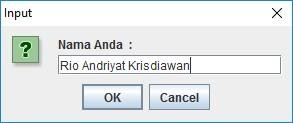 Input
Nama Anda :
Rio Andriyat Krisdiawan
OK Cancel